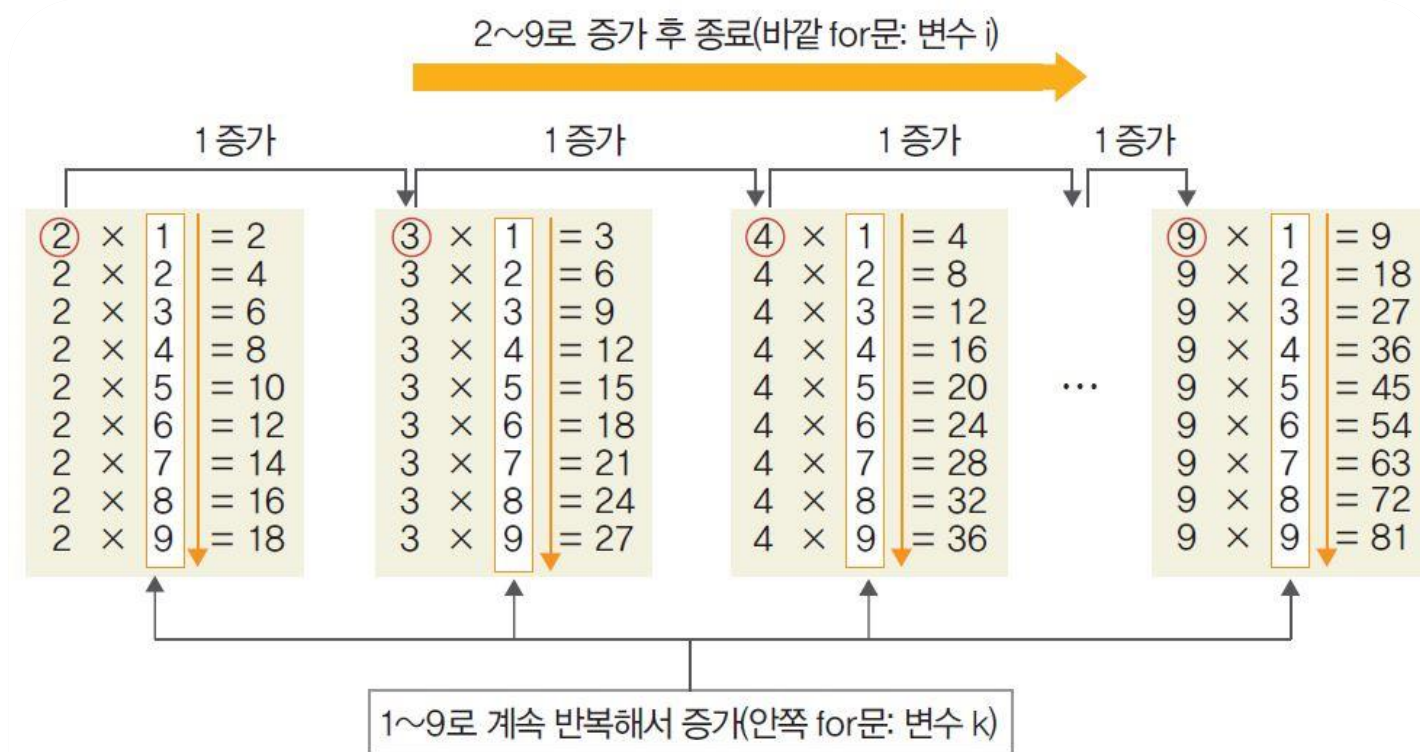 2~9로 증가 후 종료(바깥 for문: 변수 i)
1 증가 1 증가 1 증가 1 증가
2 × 1 = 2
2 × 2 = 4
2 × 3 = 6
2 × 4 = 8
2 × 5 = 10
2 × 6 = 12
2 × 7 = 14
2 × 8 = 16
2 × 9 = 18
3 × 1 = 3
3 × 2 = 6
3 × 3 = 9
3 × 4 = 12
3 × 5 = 15
3 × 6 = 18
3 × 7 = 21
3 × 8 = 24
3 × 9 = 27
4 × 1 = 4
4 × 2 = 8
4 × 3 = 12
4 × 4 = 16
4 × 5 = 20
4 × 6 = 24
4 × 7 = 28
4 × 8 = 32
4 × 9 = 36
…
9 × 1 = 9
9 × 2 = 18
9 × 3 = 27
9 × 4 = 36
9 × 5 = 45
9 × 6 = 54
9 × 7 = 63
9 × 8 = 72
9 × 9 = 81
1~9로 계속 반복해서 증가(안쪽 for문: 변수 k)